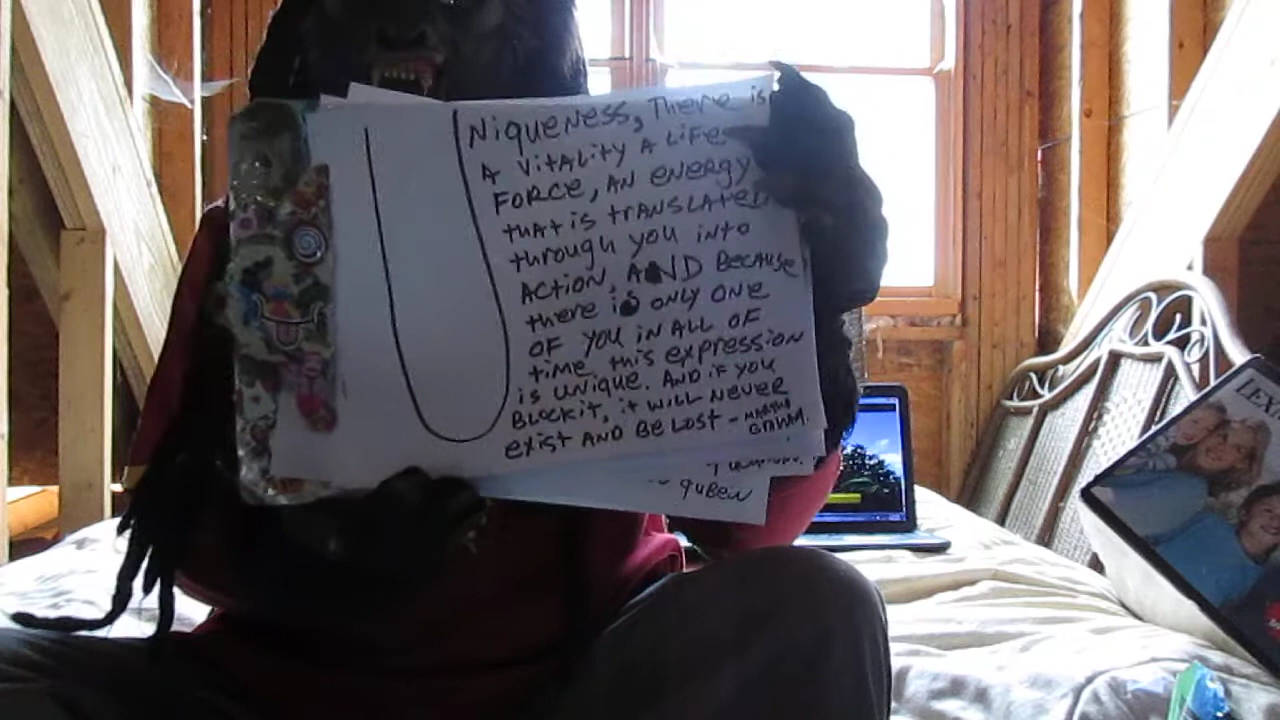 UNiqueNess, There is
A VitALity A Life
FORCE, AN eNeRGY
that is tRANSLATED
through you into
ACtioN, AND BecAuse
there is oNLY ONE
OF YOU iN ALL OF
time this expressioN
is uNique. AND iF you
BLock it, it WiLL Never
exist AND Be Lost - MARthA
GRAHAM.
queen
LEX